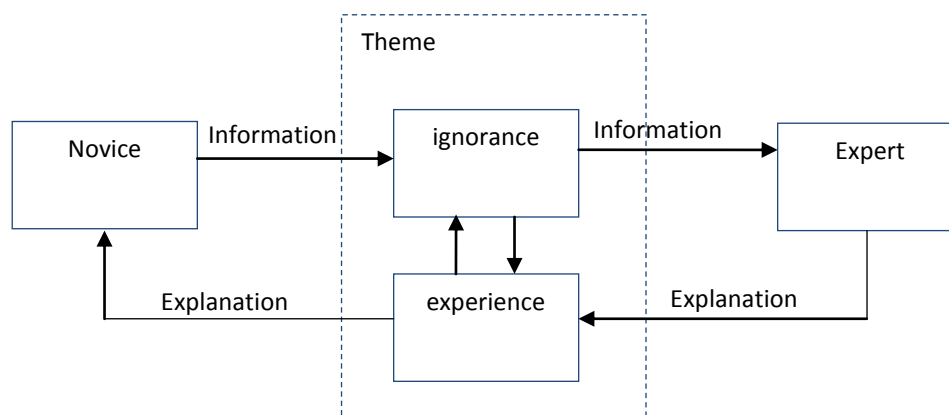 Theme
Novice
Information
ignorance
Information
Expert
Explanation
experience
Explanation